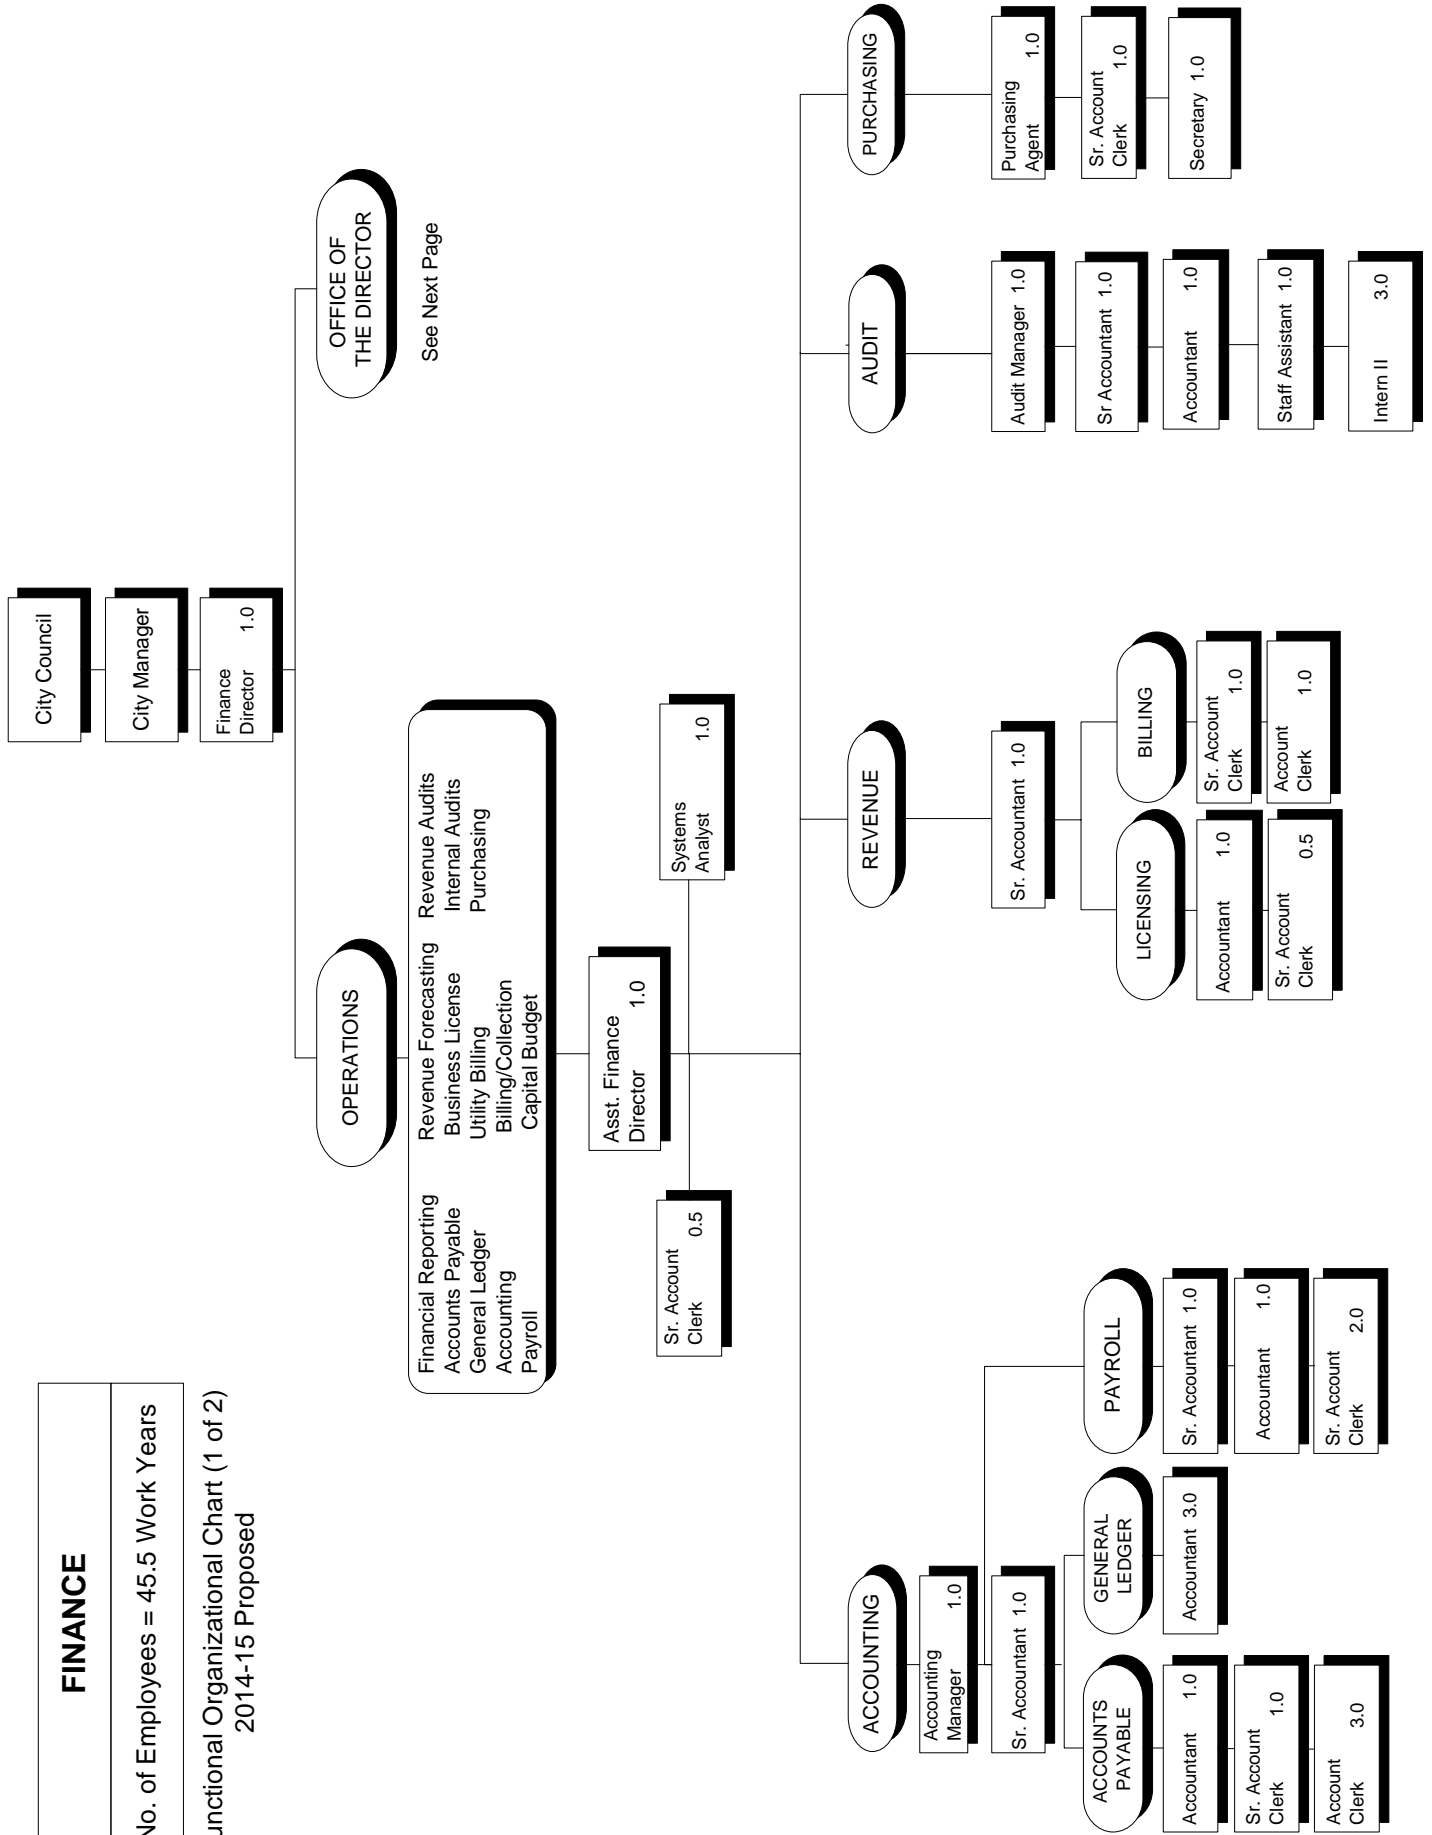 FINANCE
No. of Employees = 45.5 Work Years
unctional Organizational Chart (1 of 2)
2014-15 Proposed
City Council
City Manager
Finance
Director 1.0
OPERATIONS
OFFICE OF
THE DIRECTOR
See Next Page
Financial Reporting
Accounts Payable
General Ledger
Accounting
Payroll
Revenue Forecasting
Business License
Utility Billing
Billing/Collection
Capital Budget
Revenue Audits
Internal Audits
Purchasing
Asst. Finance
Director 1.0
Sr. Account
Clerk 0.5
Systems
Analyst 1.0
ACCOUNTING
Accounting
Manager 1.0
Sr. Accountant 1.0
ACCOUNTS
PAYABLE
Accountant 1.0
Sr. Account
Clerk 1.0
Account
Clerk 3.0
GENERAL
LEDGER
Accountant 3.0
PAYROLL
Sr. Accountant 1.0
Accountant 1.0
Sr. Account
Clerk 2.0
REVENUE
Sr. Accountant 1.0
LICENSING
Accountant 1.0
Sr. Account
Clerk 0.5
BILLING
Sr. Account
Clerk 1.0
Account
Clerk 1.0
AUDIT
Audit Manager 1.0
Sr Accountant 1.0
Accountant 1.0
Staff Assistant 1.0
Intern II 3.0
PURCHASING
Purchasing
Agent 1.0
Sr. Account
Clerk 1.0
Secretary 1.0